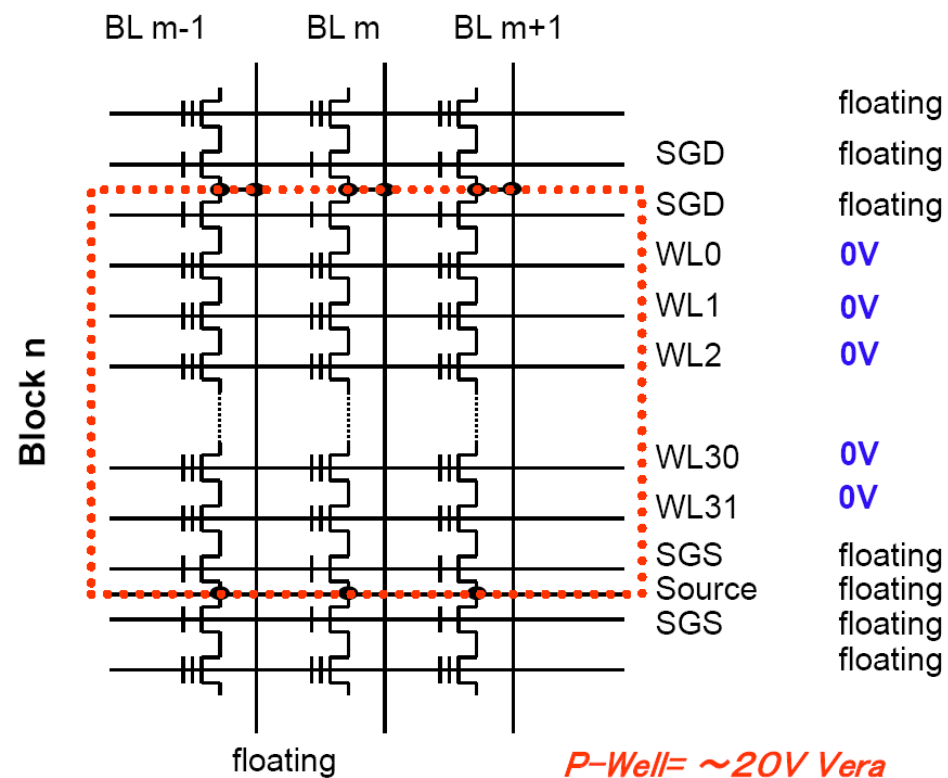 BL m-1 BL m BL m+1
floating
SGD floating
SGD floating
WL0 0V
WL1 0V
WL2 0V
Block n
WL30 0V
WL31 0V
SGS floating
Source floating
SGS floating
floating
floating
P-Well= ~20V Vera